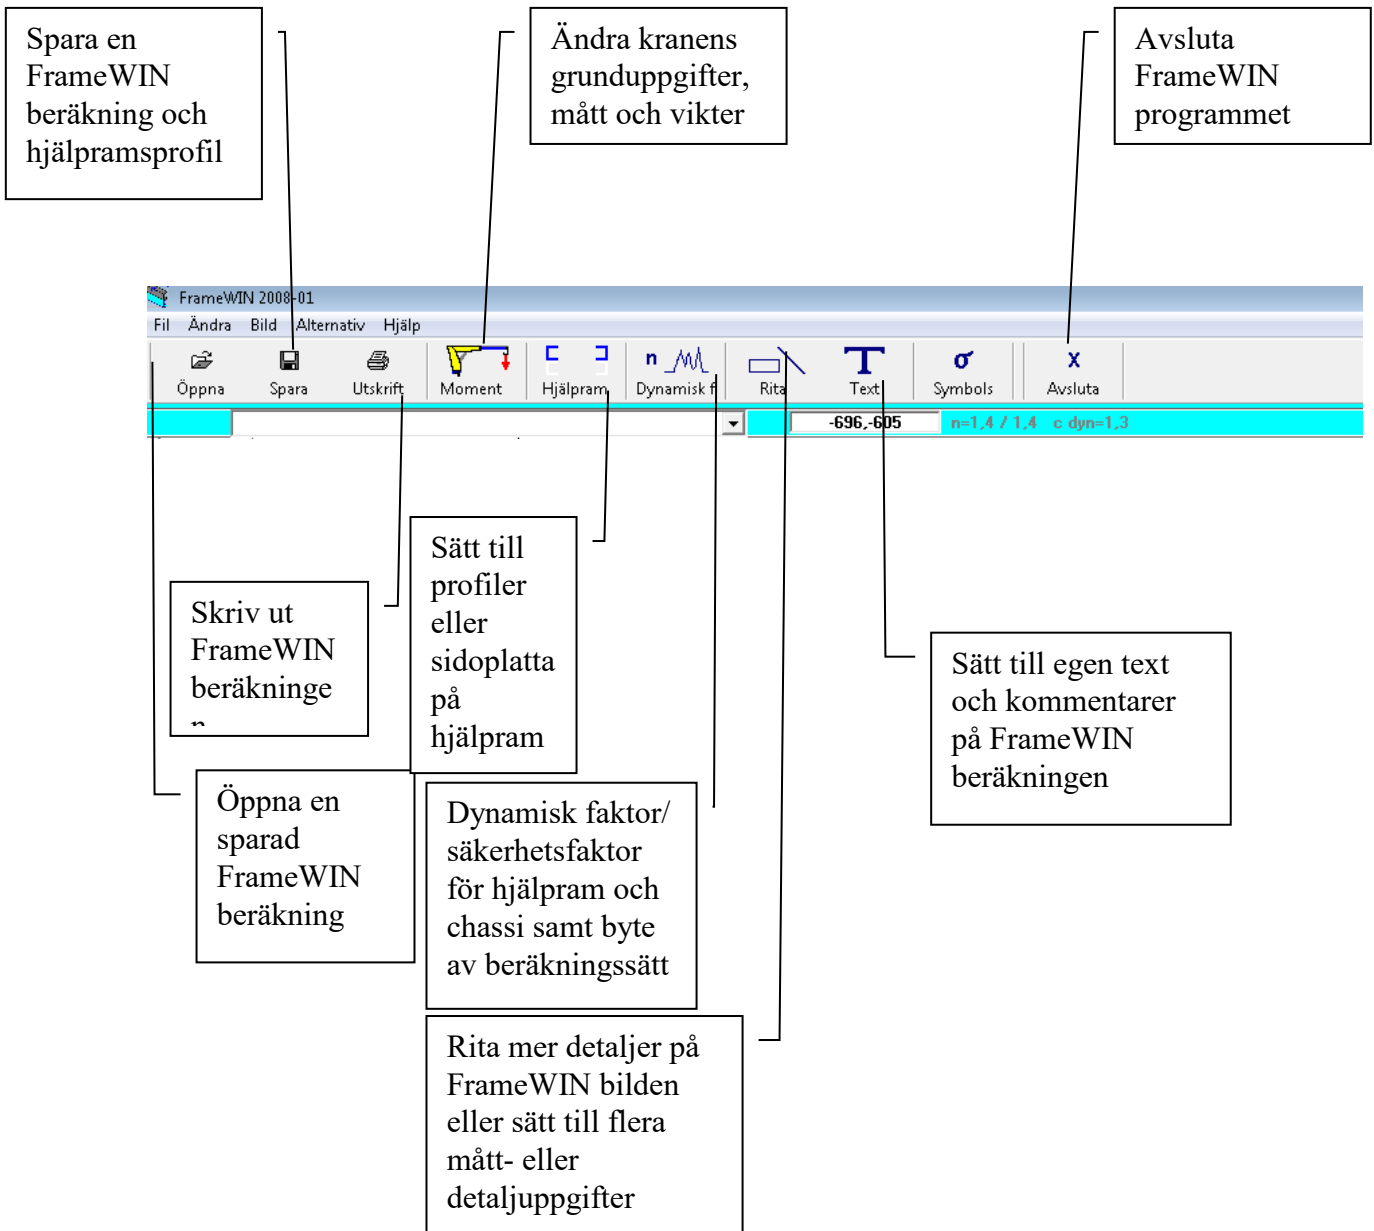 Spara en
FrameWIN
beräkning och
hjälpramsprofil
Ändra kranens
grunduppgifter,
mått och vikter
Avsluta
FrameWIN
programmet
FrameWIN 2008-01
Fil Ändra Bild Alternativ Hjälp
Öppna Spara Utskrift Moment Hjälpram n Dynamisk f Rita T Text σ Symbols x Avsluta
-696,-605 n=1,4 / 1,4 c dyn=1,3
Sätt till
profiler
eller
sidoplatta
på
hjälpram
Skriv ut
FrameWIN
beräkninge
n
Sätt till egen text
och kommentarer
på FrameWIN
beräkningen
Öppna en
sparad
FrameWIN
beräkning
Dynamisk faktor/
säkerhetsfaktor
för hjälpram och
chassi samt byte
av beräkningssätt
Rita mer detaljer på
FrameWIN bilden
eller sätt till flera
mått- eller
detaljuppgifter